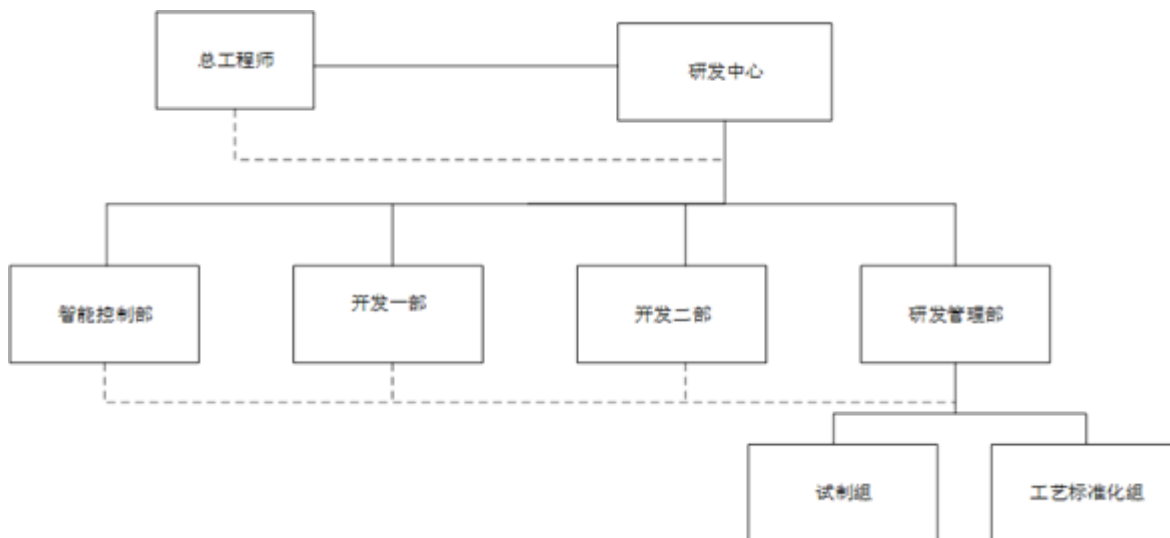 总工程师
研发中心
智能控制部
开发一部
开发二部
研发管理部
试制组
工艺标准化组